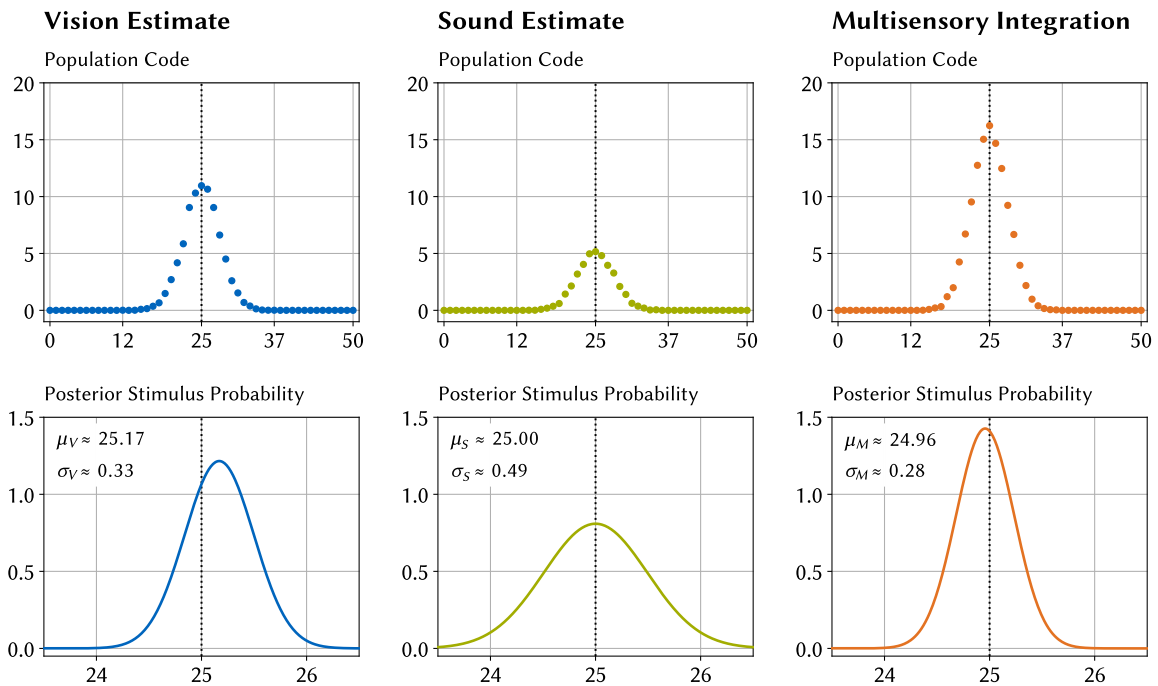 Vision Estimate
Sound Estimate
Multisensory Integration
Population Code
Population Code
Population Code
20
15
10
5
0
0 12 25 37 50
20
15
10
5
0
0 12 25 37 50
20
15
10
5
0
0 12 25 37 50
Posterior Stimulus Probability
Posterior Stimulus Probability
Posterior Stimulus Probability
1.5
1.0
0.5
0.0
μV ≈ 25.17
σV ≈ 0.33
24 25 26
1.5
1.0
0.5
0.0
μS ≈ 25.00
σS ≈ 0.49
24 25 26
1.5
1.0
0.5
0.0
μM ≈ 24.96
σM ≈ 0.28
24 25 26